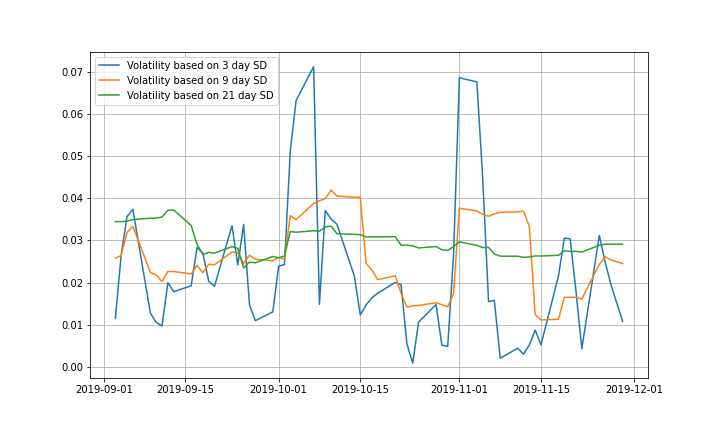 Volatility based on 3 day SD
Volatility based on 9 day SD
Volatility based on 21 day SD
0.07
0.06
0.05
0.04
0.03
0.02
0.01
0.00
2019-09-01 2019-09-15 2019-10-01 2019-10-15 2019-11-01 2019-11-15 2019-12-01